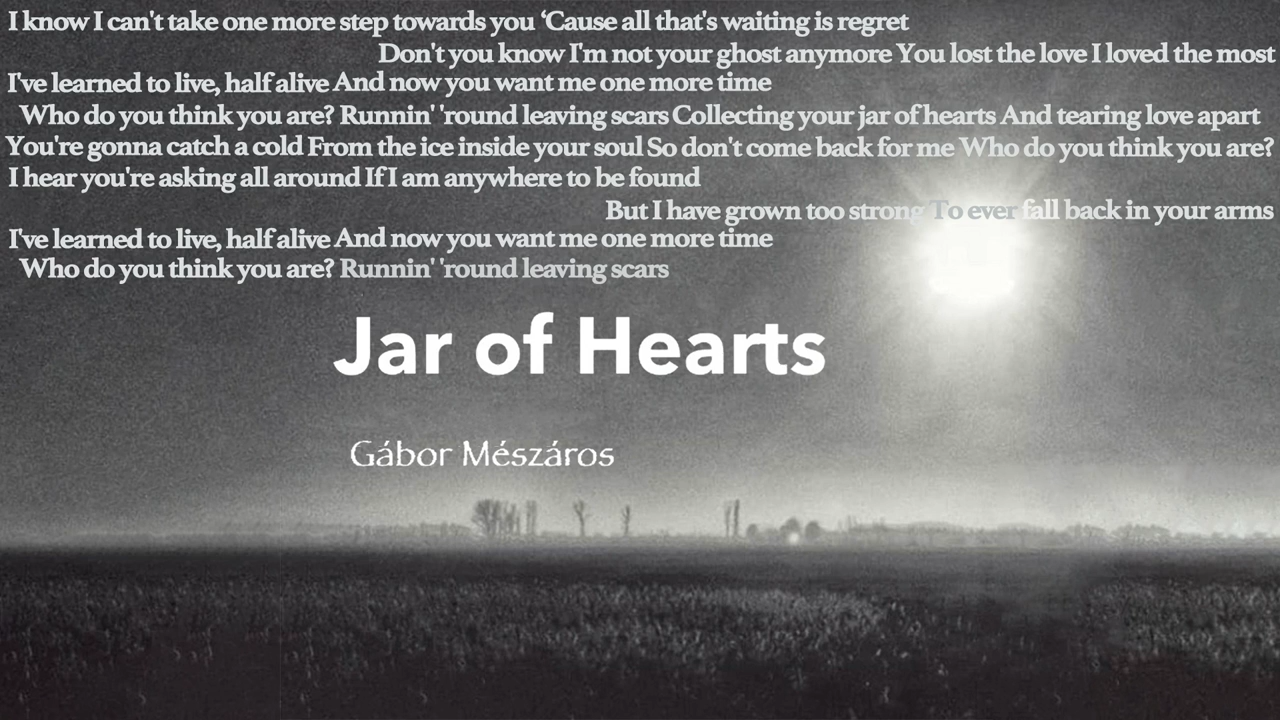 I know I can't take one more step towards you ‘Cause all that's waiting is regret
Don't you know I'm not your ghost anymore You lost the love I loved the most
I've learned to live, half alive And now you want me one more time
Who do you think you are? Runnin' 'round leaving scars Collecting your jar of hearts And tearing love apart
You're gonna catch a cold From the ice inside your soul So don't come back for me Who do you think you are?
I hear you're asking all around If I am anywhere to be found
But I have grown too strong To ever fall back in your arms
I've learned to live, half alive And now you want me one more time
Who do you think you are? Runnin' 'round leaving scars
Jar of Hearts
Gábor Mészáros